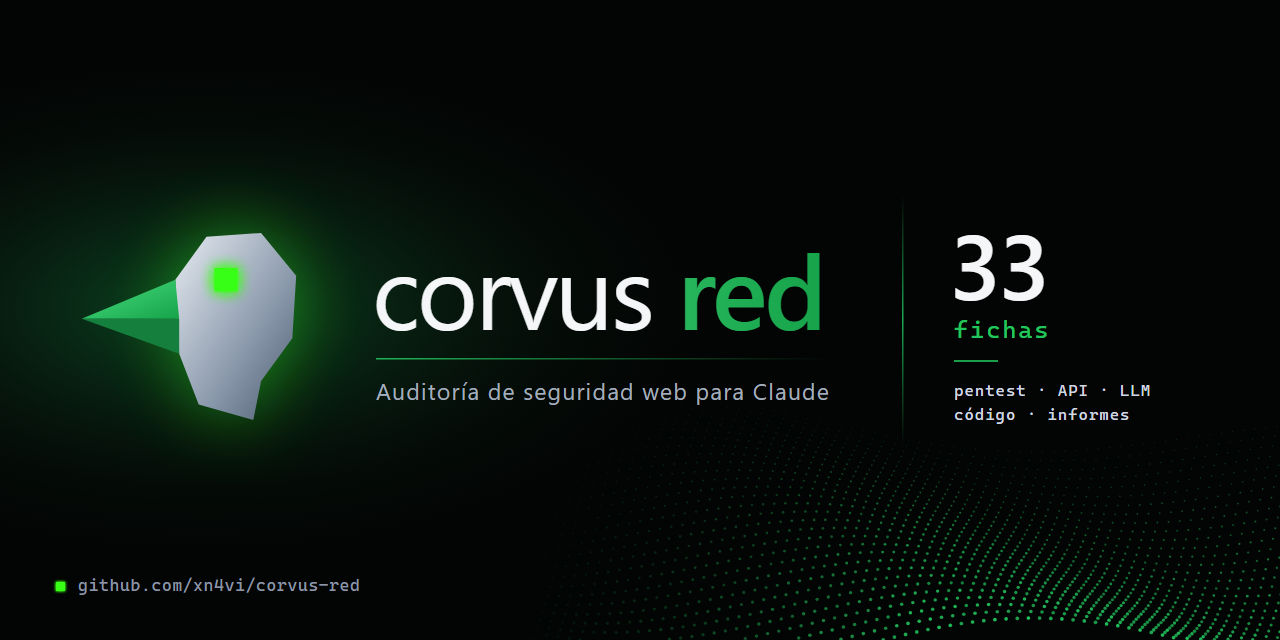 corvus red
Auditoría de seguridad web para Claude
33
fichas
pentest · API · LLM
código · informes
github.com/xn4vi/corvus-red